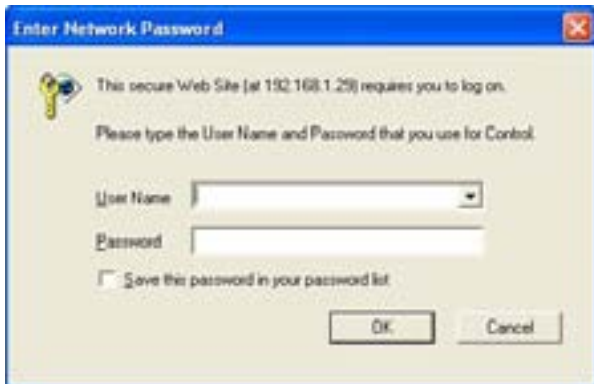 Enter Network Password
This secure Web Site (at 192.168.1.29) requires you to log on.
Please type the User Name and Password that you use for Control.
User Name
Password
Save this password in your password list
OK
Cancel